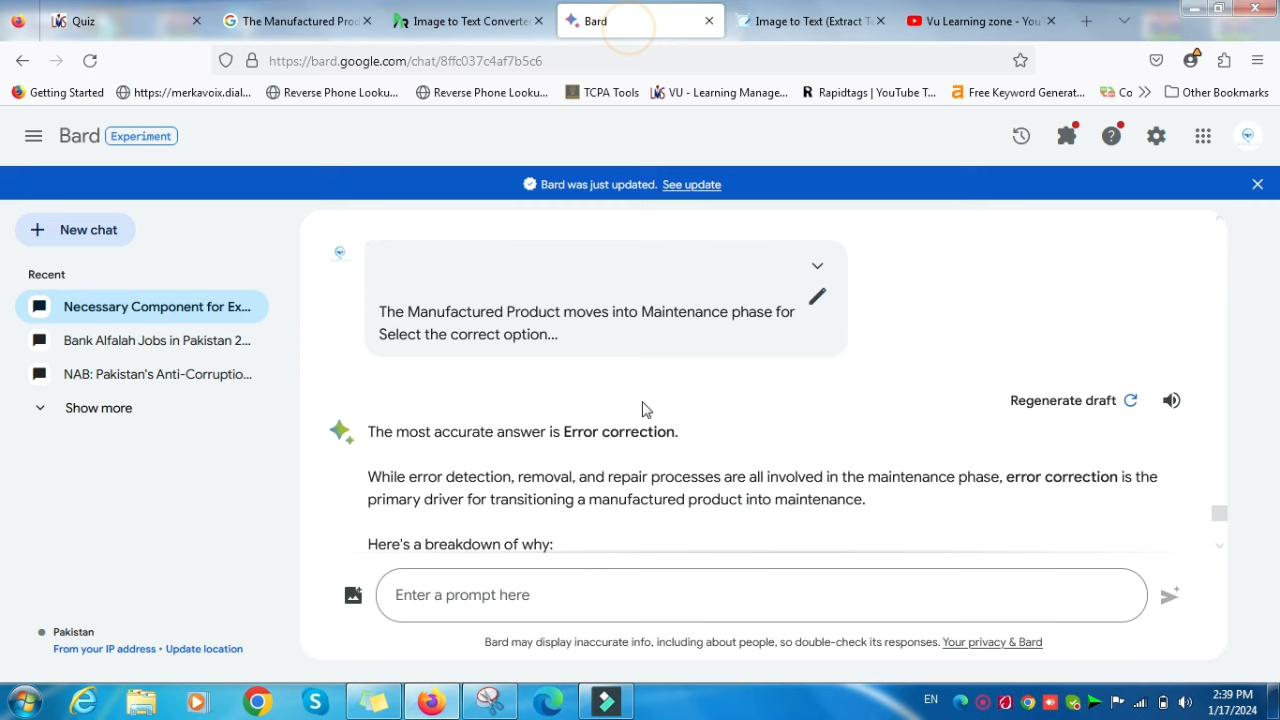 Quiz
The Manufactured Prod
Image to Text Converte
Bard
Image to Text (Extract T
Vu Learning zone - You
https://bard.google.com/chat/8ffc037c4af7b5c6
Getting Started
https://merkavoix.dial...
Reverse Phone Looku...
Reverse Phone Looku...
TCPA Tools
VU - Learning Manage...
Rapidtags | YouTube T...
Free Keyword Generat...
Co
Other Bookmarks
Bard Experiment
Bard was just updated. See update
New chat
Recent
Necessary Component for Ex...
Bank Alfalah Jobs in Pakistan 2...
NAB: Pakistan's Anti-Corruptio...
Show more
Pakistan
From your IP address • Update location
The Manufactured Product moves into Maintenance phase for
Select the correct option...
Regenerate draft
The most accurate answer is Error correction.
While error detection, removal, and repair processes are all involved in the maintenance phase, error correction is the
primary driver for transitioning a manufactured product into maintenance.
Here's a breakdown of why:
Enter a prompt here
Bard may display inaccurate info, including about people, so double-check its responses. Your privacy & Bard
EN
2:39 PM
1/17/2024